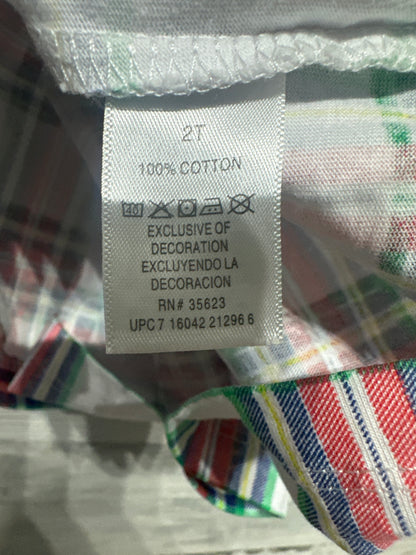 2T
100% COTTON
40
EXCLUSIVE OF
DECORATION
EXCLUYENDO LA
DECORACION
RN# 35623
UPC 7 16042 21296 6